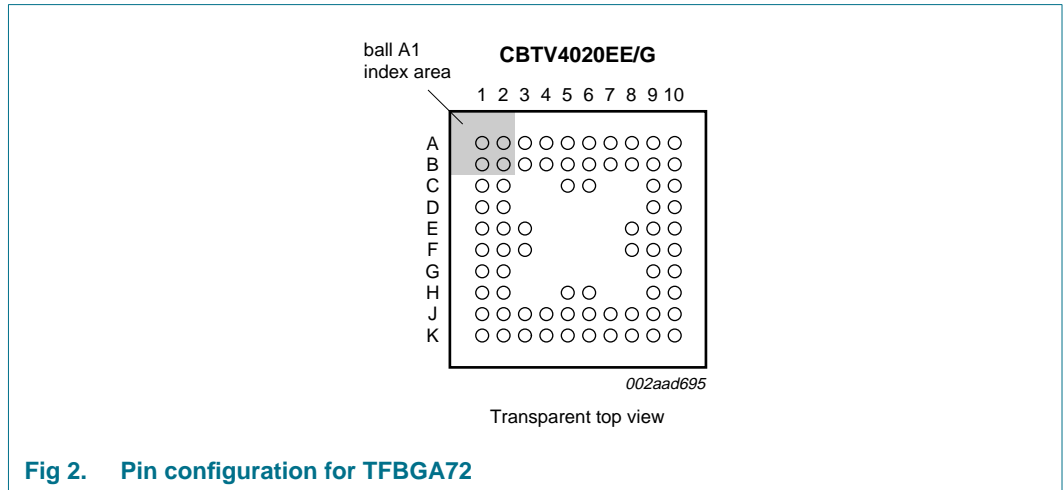 ball A1
index area
CBTV4020EE/G
1 2 3 4 5 6 7 8 9 10
A
B
C
D
E
F
G
H
J
K
002aad695
Transparent top view
Fig 2. Pin configuration for TFBGA72